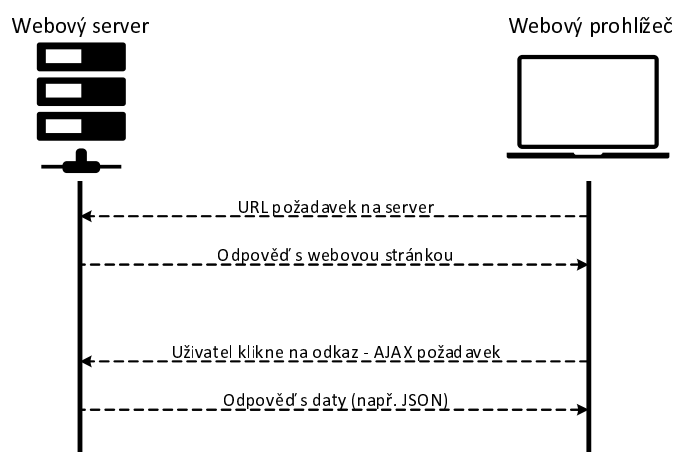 Webový server
Webový prohlížeč
URL požadavek na server
Odpověď s webovou stránkou
Uživatel klikne na odkaz - AJAX požadavek
Odpověď s daty (např. JSON)